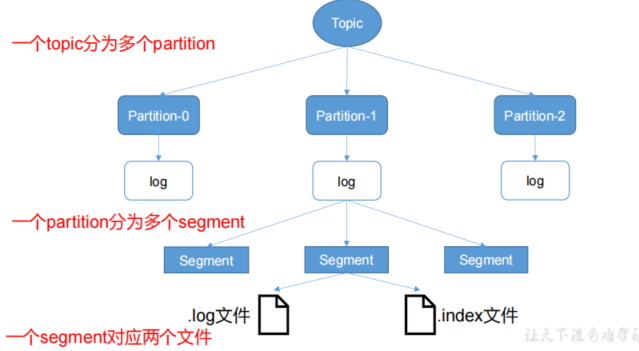 Topic
一个topic分为多个partition
Partition-0
Partition-1
Partition-2
log
log
log
一个partition分为多个segment
Segment
Segment
Segment
.log文件
.index文件
一个segment对应两个文件
让天下没有难学的